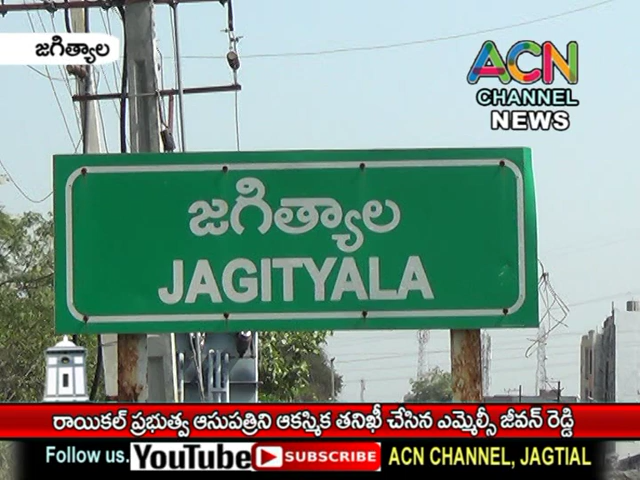 జగిత్యాల
ACN
CHANNEL
NEWS
జగిత్యాల
JAGITYALA
రాయికల్ ప్రభుత్వ ఆసుపత్రిని ఆకస్మిక తనిఖీ చేసిన ఎమ్మెల్సీ జీవన్ రెడ్డి
Follow us. YouTube SUBSCRIBE ACN CHANNEL, JAGTIAL